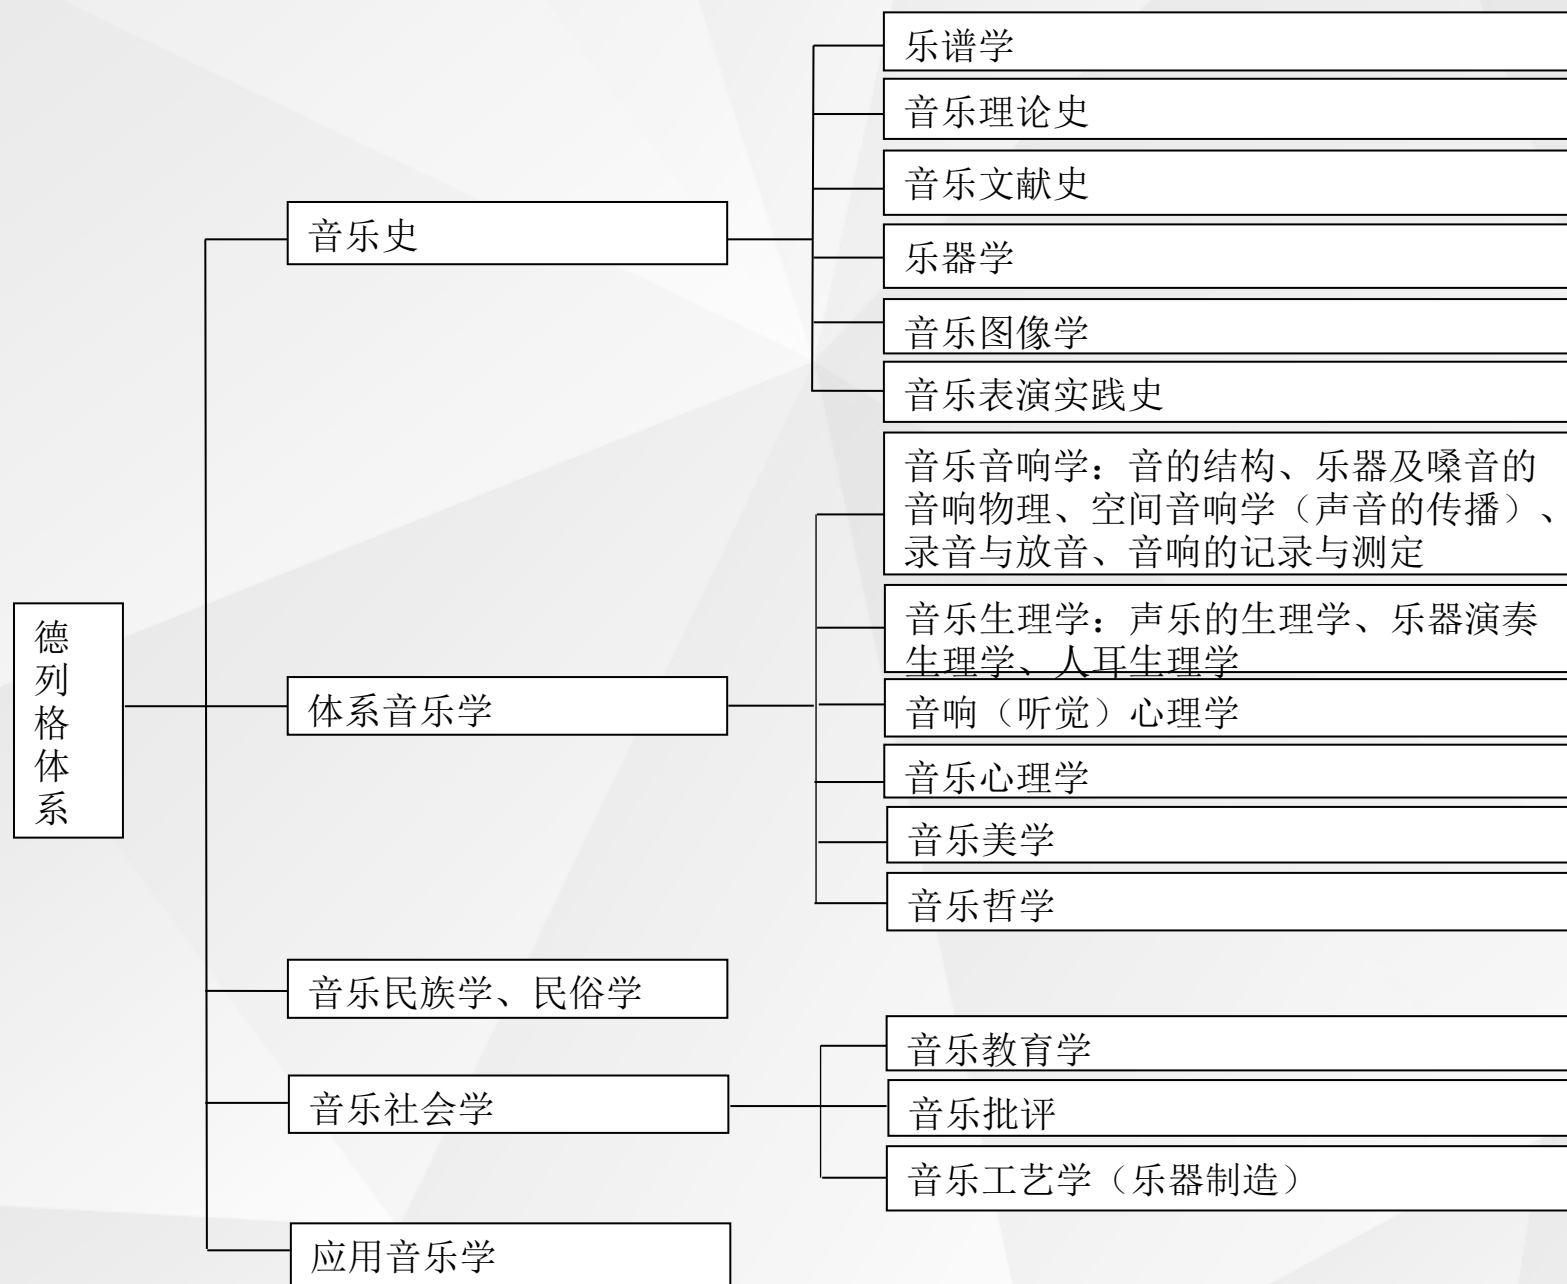 德
列
格
体
系
音乐史
乐谱学
音乐理论史
音乐文献史
乐器学
音乐图像学
音乐表演实践史
体系音乐学
音乐音响学：音的结构、乐器及嗓音的
音响物理、空间音响学（声音的传播）、
录音与放音、音响的记录与测定
音乐生理学：声乐的生理学、乐器演奏
生理学、人耳生理学
音响（听觉）心理学
音乐心理学
音乐美学
音乐哲学
音乐民族学、民俗学
音乐社会学
音乐教育学
音乐批评
音乐工艺学（乐器制造）
应用音乐学